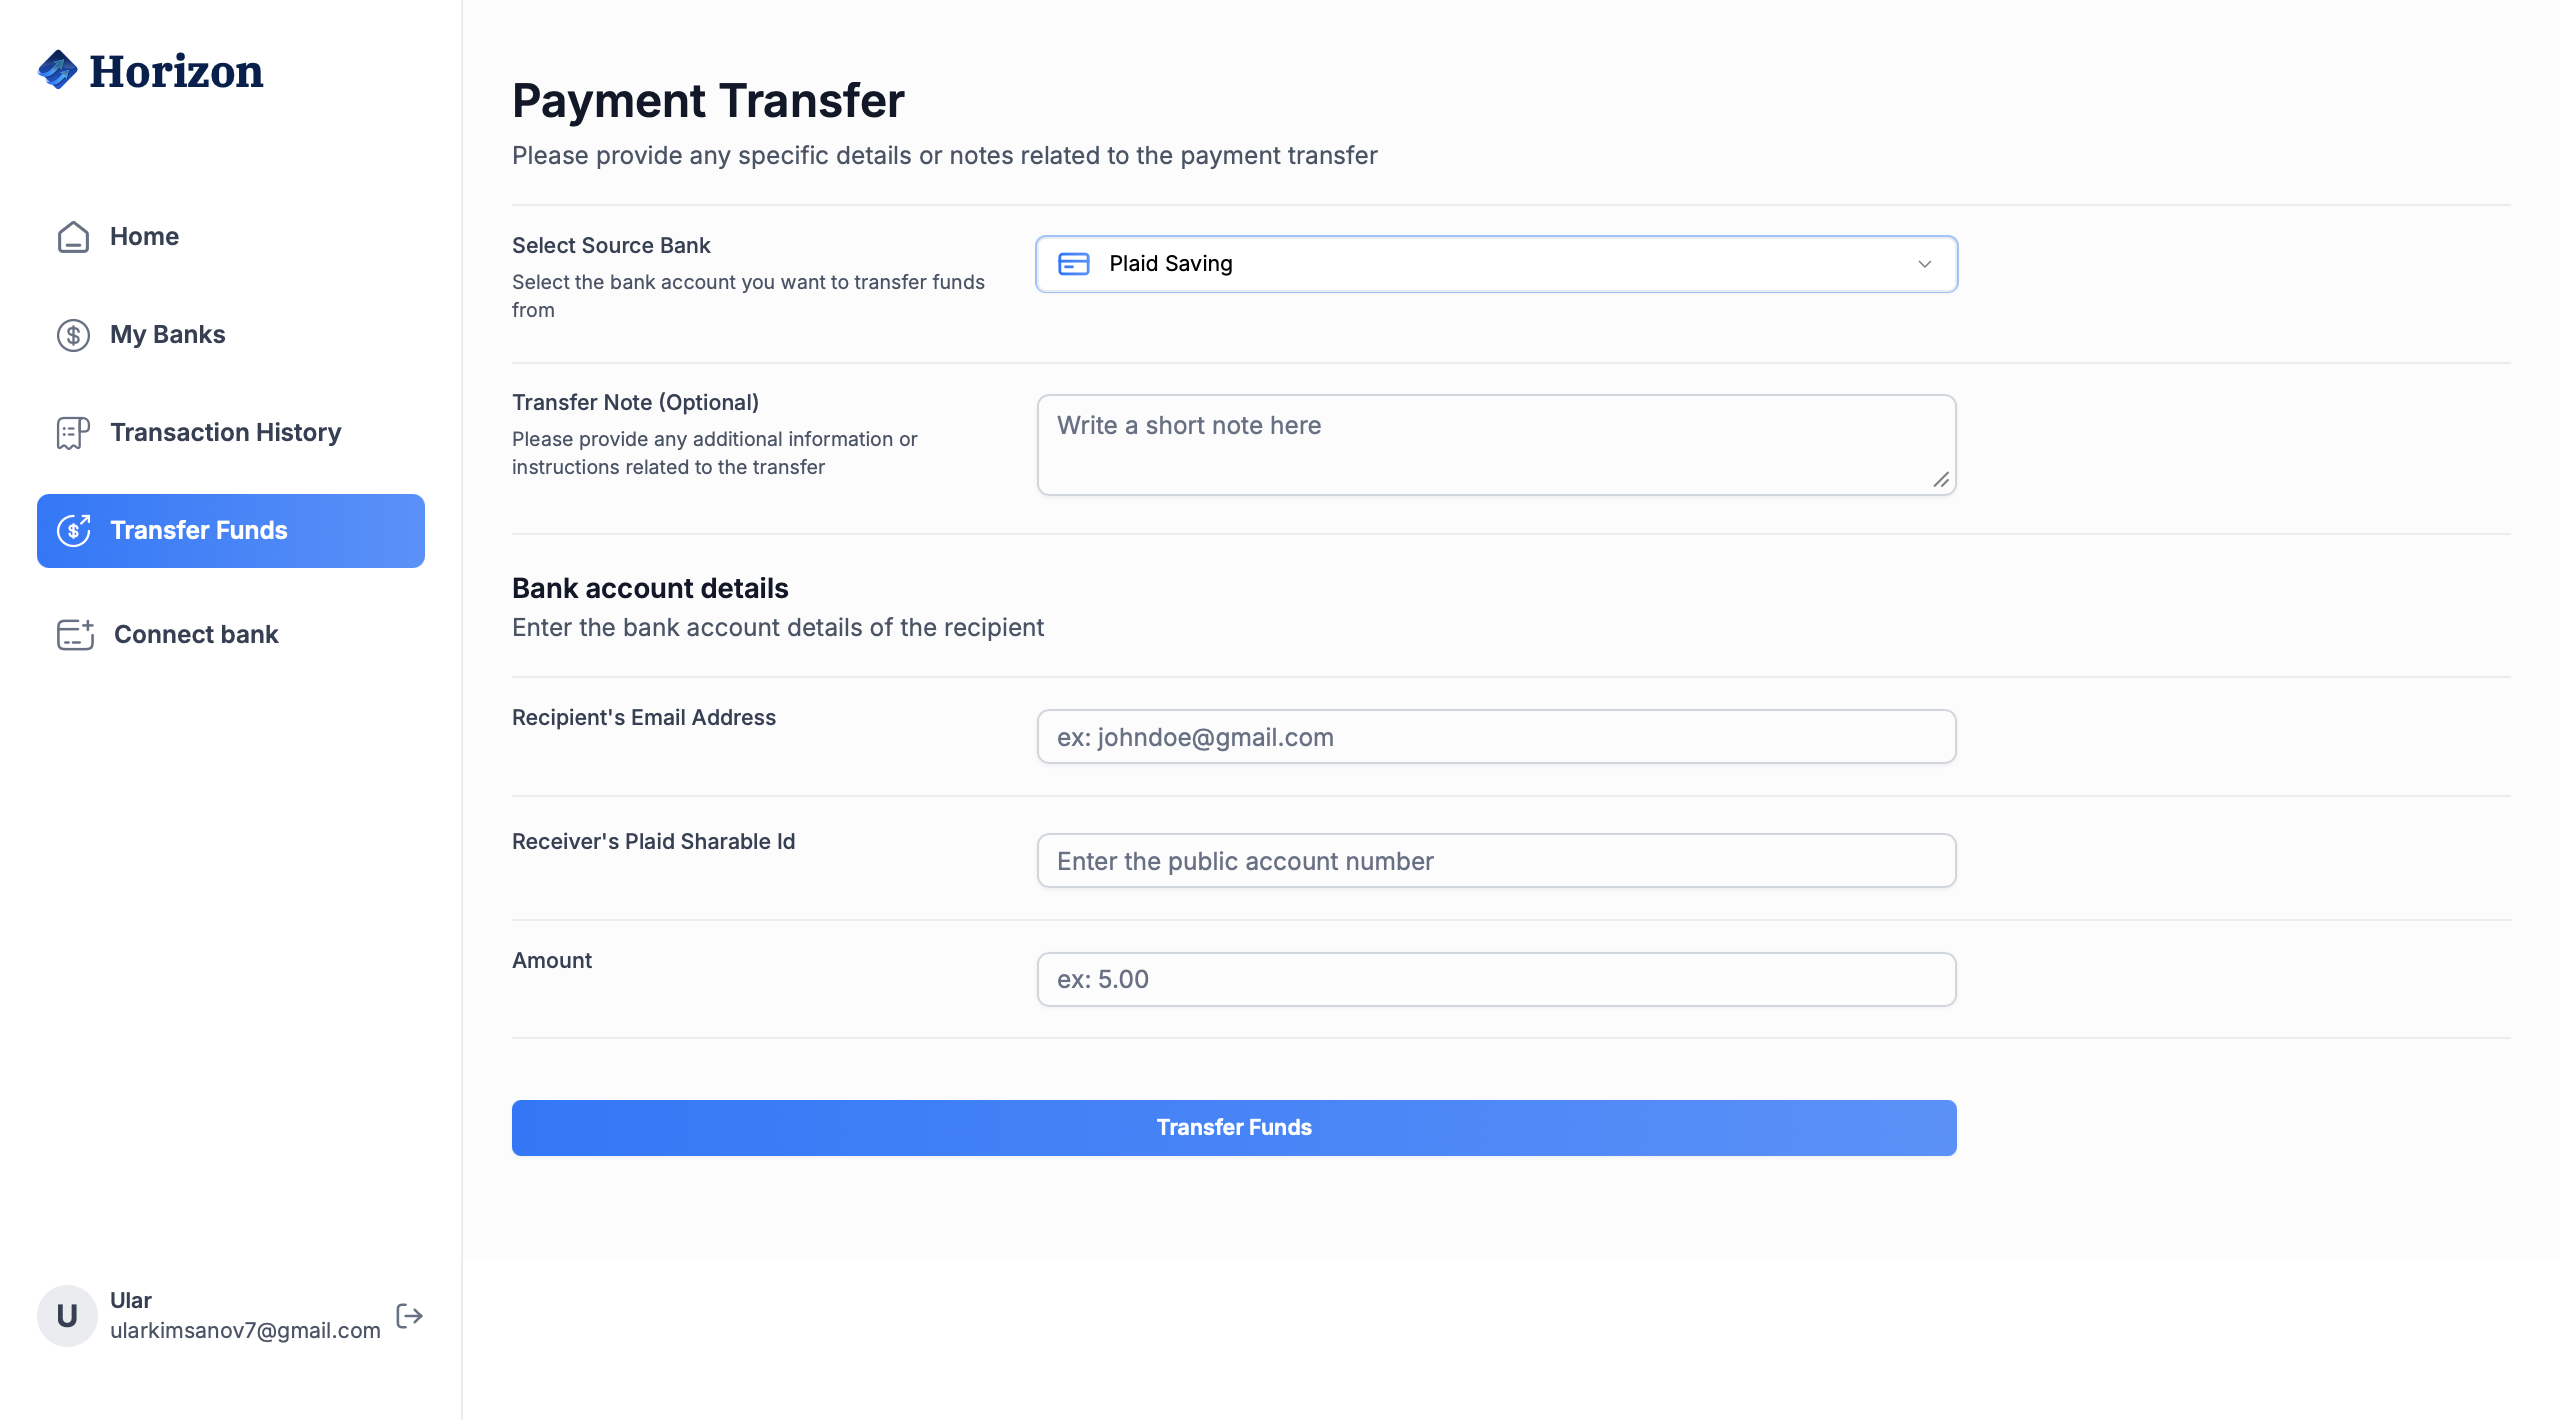 Horizon
Home
My Banks
Transaction History
Transfer Funds
Connect bank
Ular
ularkimsanov7@gmail.com
U
Payment Transfer
Please provide any specific details or notes related to the payment transfer
Select Source Bank
Select the bank account you want to transfer funds
from
Plaid Saving
Transfer Note (Optional)
Please provide any additional information or
instructions related to the transfer
Write a short note here
Bank account details
Enter the bank account details of the recipient
Recipient's Email Address
ex: johndoe@gmail.com
Receiver's Plaid Sharable Id
Enter the public account number
Amount
ex: 5.00
Transfer Funds